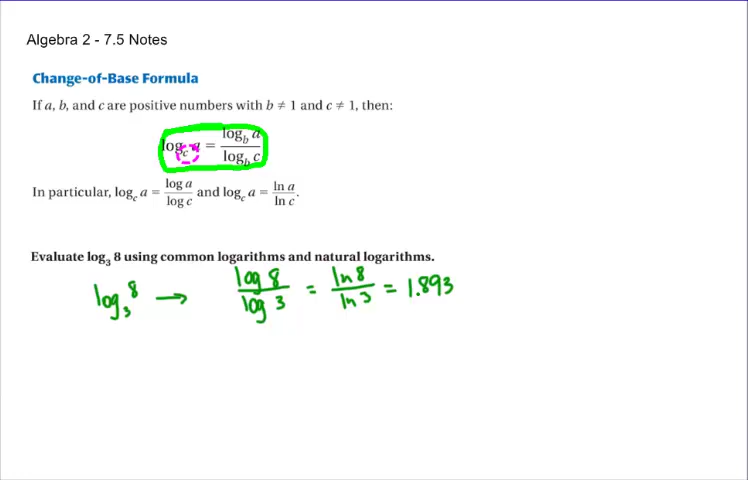 Algebra 2 - 7.5 Notes
Change-of-Base Formula
If a, b, and c are positive numbers with b ≠ 1 and c ≠ 1, then:
log_c a = log_b a / log_b c
In particular, log_c a = log a / log c and log_c a = ln a / ln c.
Evaluate log_3 8 using common logarithms and natural logarithms.
log_3 8 → log 8 / log 3 = ln 8 / ln 3 = 1.893